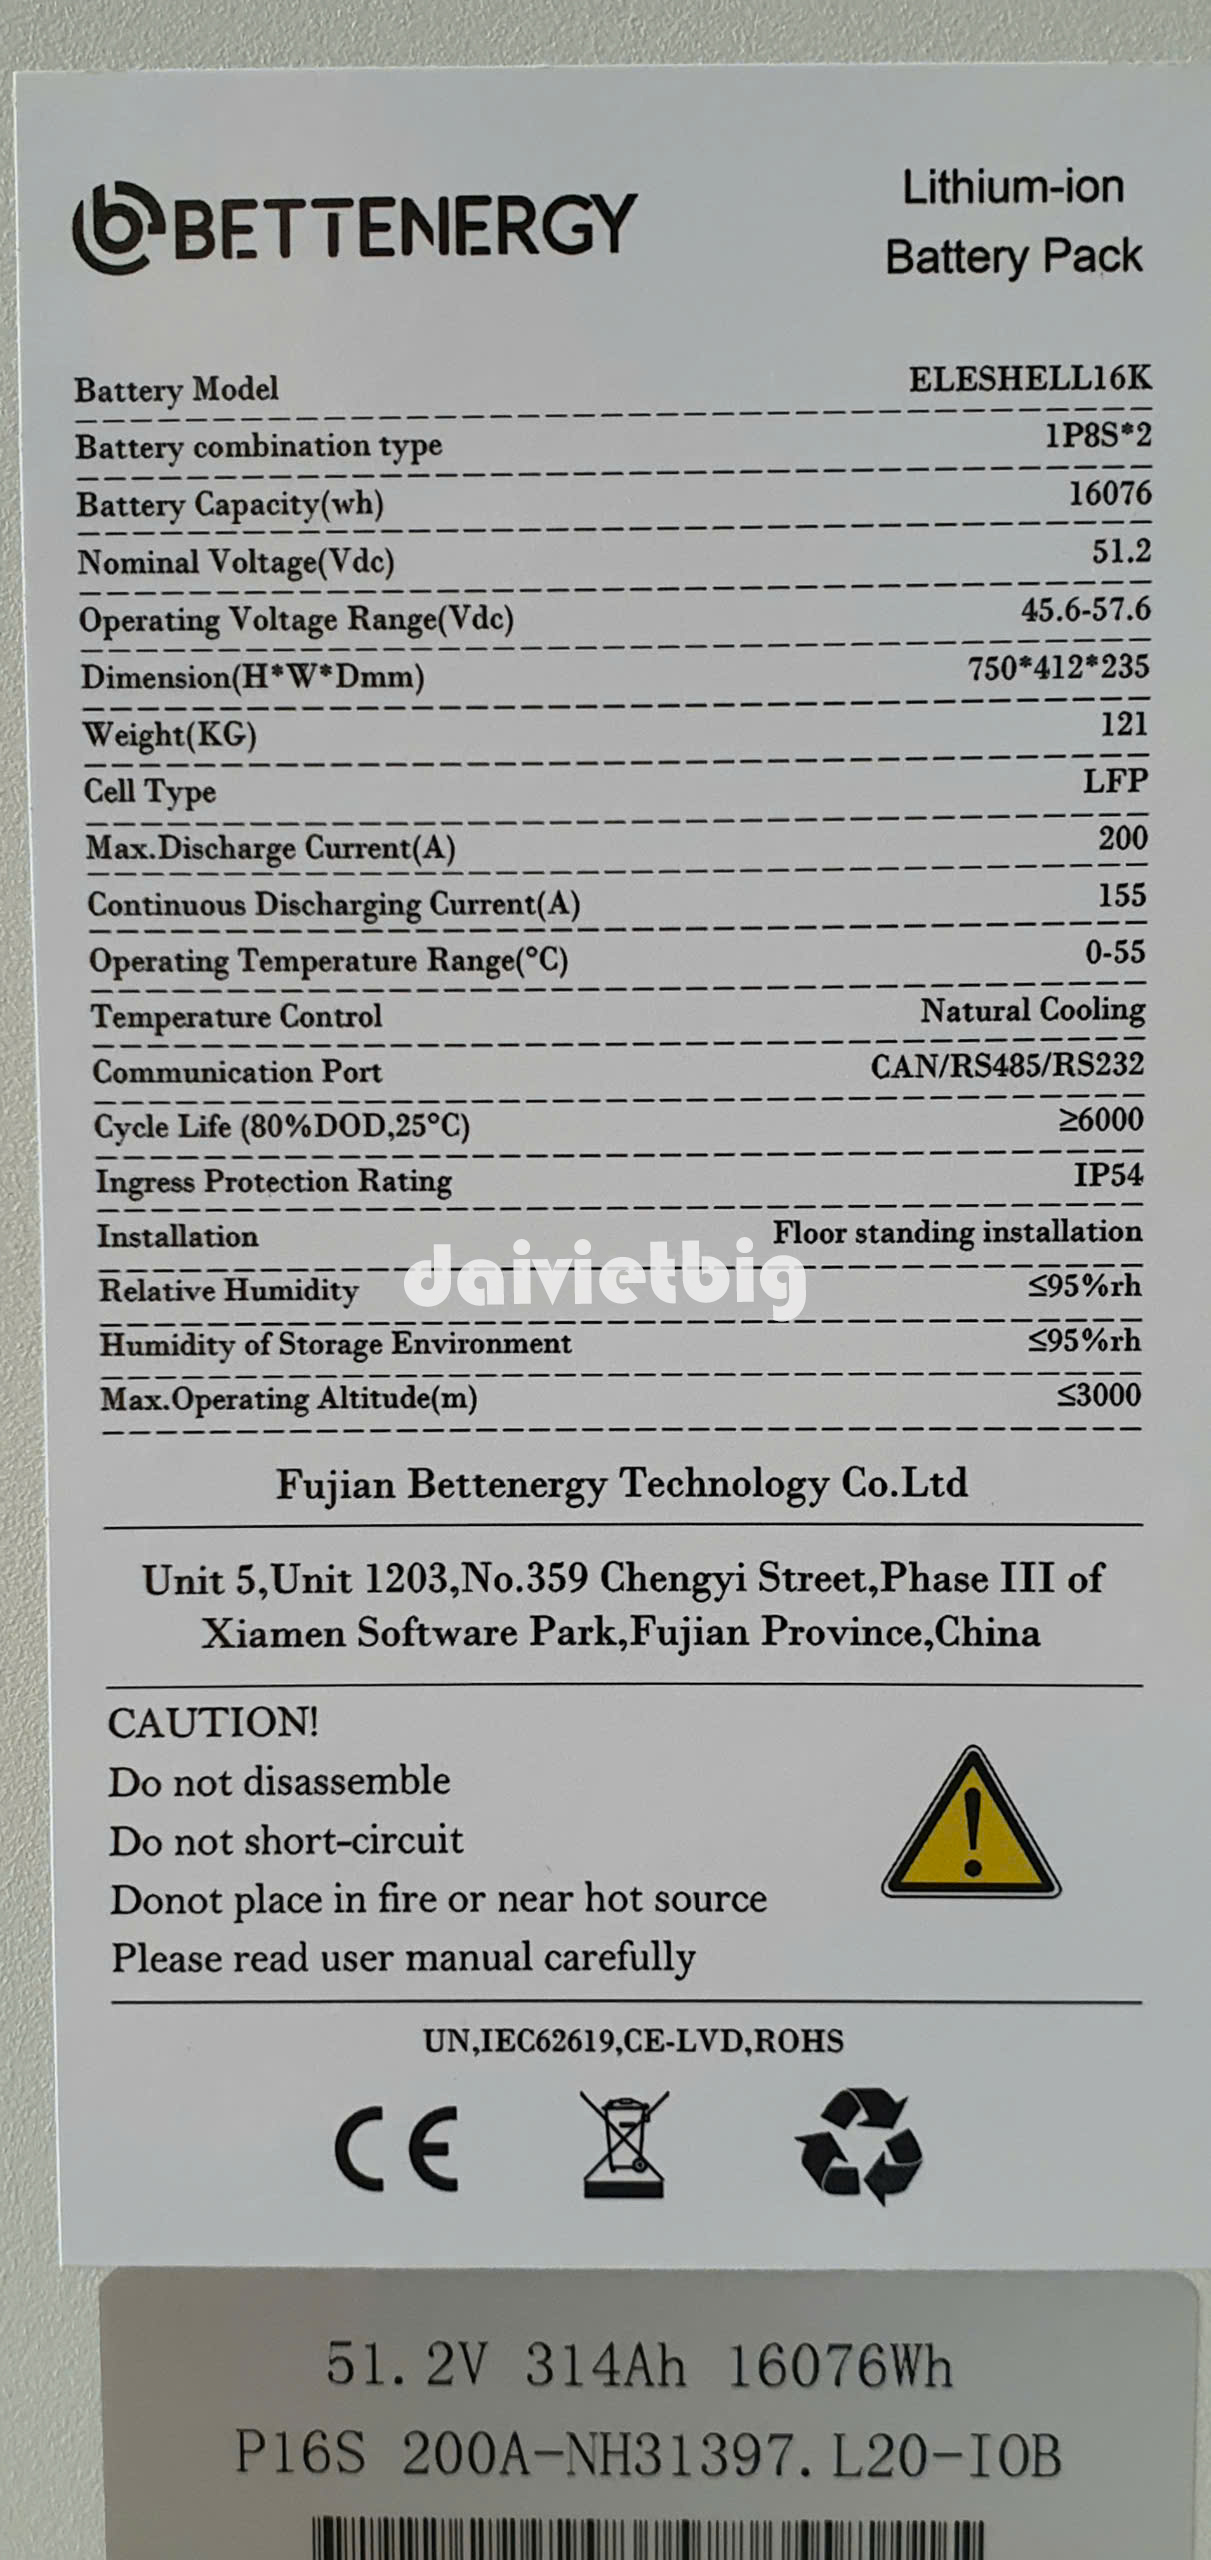 BETTENERGY
Lithium-ion
Battery Pack
Battery Model ELESHELL16K
Battery combination type 1P8S*2
Battery Capacity(wh) 16076
Nominal Voltage(Vdc) 51.2
Operating Voltage Range(Vdc) 45.6-57.6
Dimension(H*W*Dmm) 750*412*235
Weight(KG) 121
Cell Type LFP
Max.Discharge Current(A) 200
Continuous Discharging Current(A) 155
Operating Temperature Range(°C) 0-55
Temperature Control Natural Cooling
Communication Port CAN/RS485/RS232
Cycle Life (80%DOD,25°C) ≥6000
Ingress Protection Rating IP54
Installation Floor standing installation
daivietbig
Relative Humidity ≤95%rh
Humidity of Storage Environment ≤95%rh
Max.Operating Altitude(m) ≤3000
Fujian Bettenergy Technology Co.Ltd
Unit 5,Unit 1203,No.359 Chengyi Street,Phase III of
Xiamen Software Park,Fujian Province,China
CAUTION!
Do not disassemble
Do not short-circuit
Donot place in fire or near hot source
Please read user manual carefully
UN,IEC62619,CE-LVD,ROHS
CE
51.2V 314Ah 16076Wh
P16S 200A-NH31397.L20-IOB